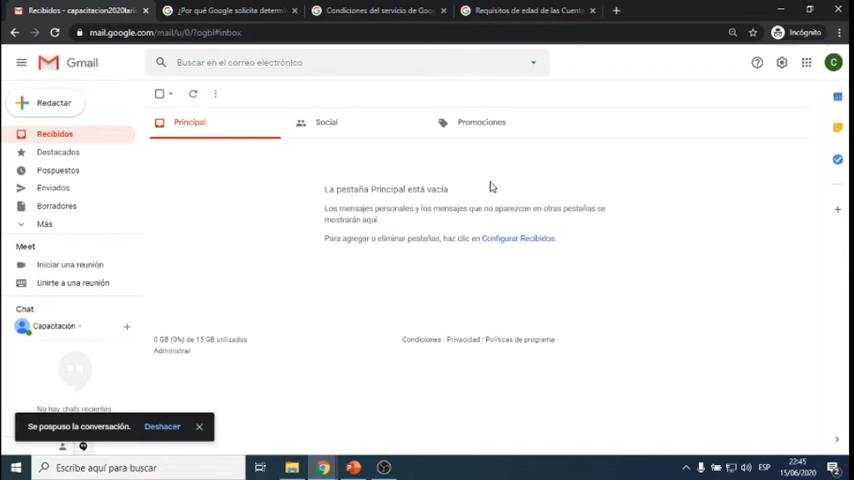 Recibidos - capacitacion2020lario
¿Por qué Google solicita determin
Condiciones del servicio de Goog
Requisitos de edad de las Cuenta
mail.google.com/mail/u/0/?ogbl#inbox
Incógnito
Gmail
Buscar en el correo electrónico
C
Redactar
Recibidos
Destacados
Pospuestos
Enviados
Borradores
Más
Meet
Iniciar una reunión
Unirte a una reunión
Chat
Capacitación
No hay chats recientes
Principal
Social
Promociones
La pestaña Principal está vacía
Los mensajes personales y los mensajes que no aparezcan en otras pestañas se
mostrarán aquí.
Para agregar o eliminar pestañas, haz clic en Configurar Recibidos.
0 GB (0%) de 15 GB utilizados
Administrar
Condiciones · Privacidad · Políticas de programa
Se pospuso la conversación. Deshacer
Escribe aquí para buscar
ESP
22:45
15/06/2020
2